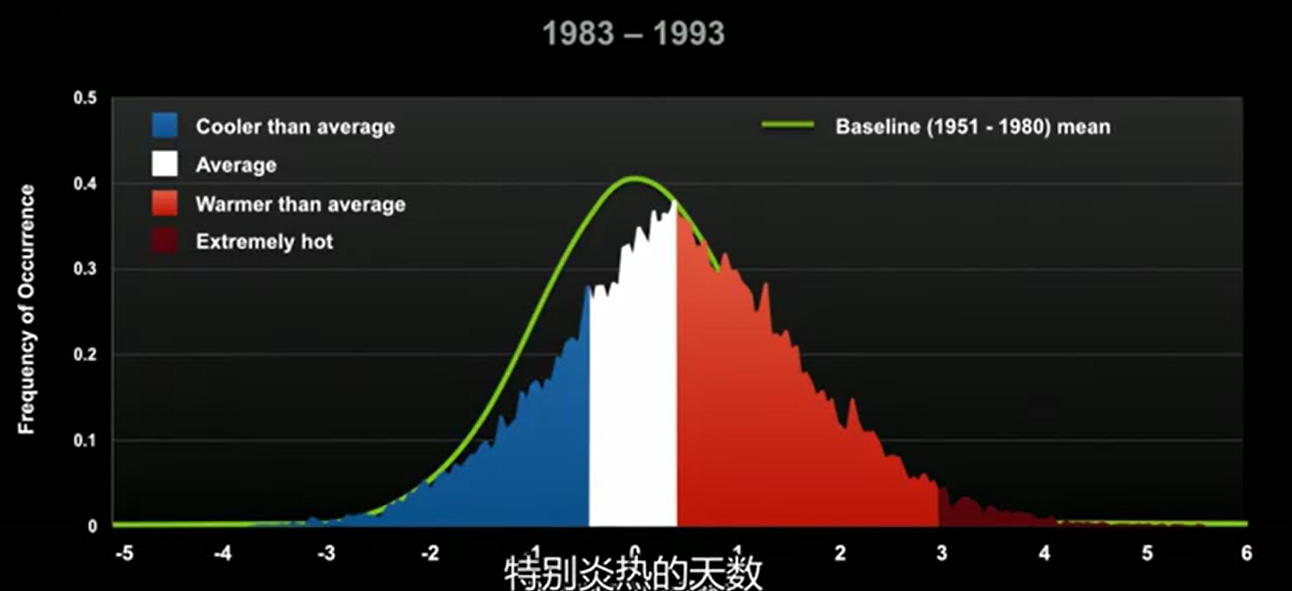 1983 – 1993
0.5
Cooler than average
Baseline (1951 - 1980) mean
Average
0.4
Warmer than average
Extremely hot
0.3
0.2
0.1
0
Frequency of Occurrence
-5 -4 -3 -2 -1 0 1 2 3 4 5 6
特别炎热的天数